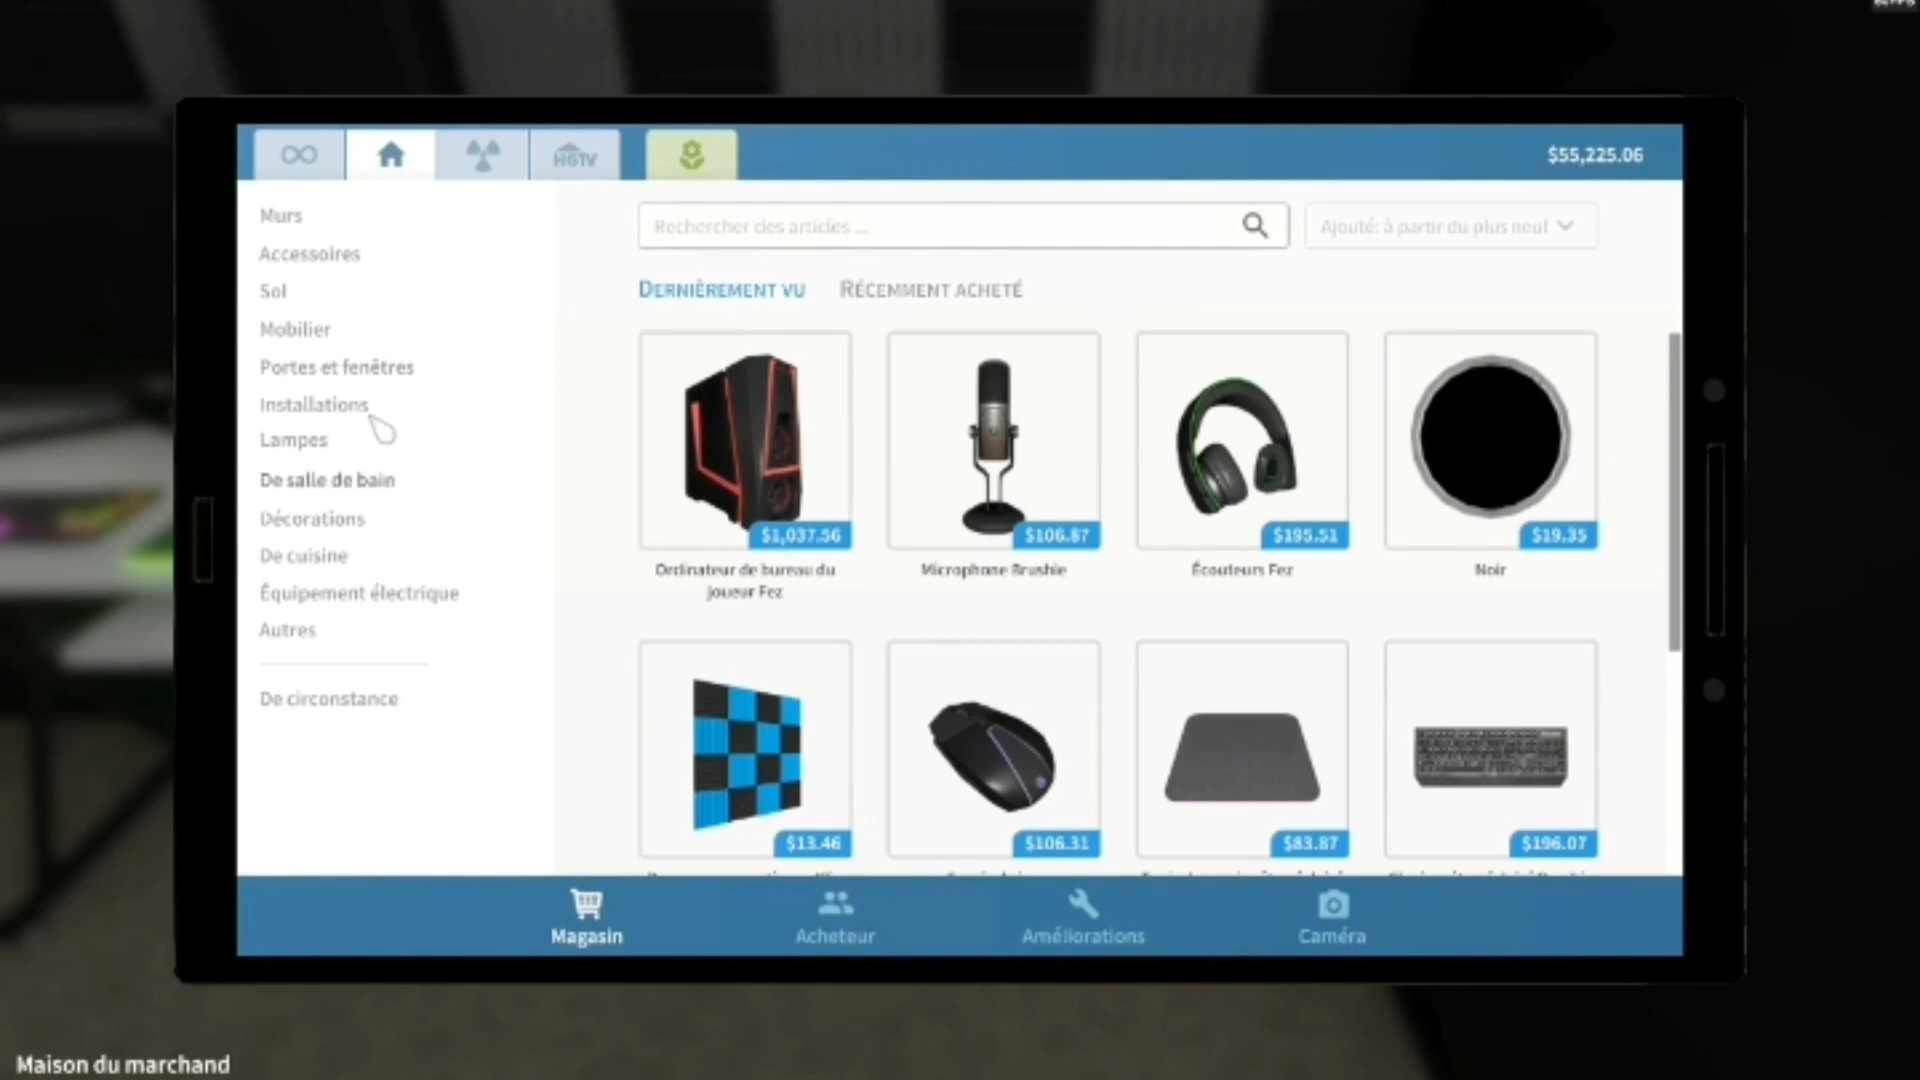 HGTV
$55,225.06
Murs
Accessoires
Sol
Mobilier
Portes et fenêtres
Installations
Lampes
De salle de bain
Décorations
De cuisine
Équipement électrique
Autres
De circonstance
Rechercher des articles ...
Ajouté: à partir du plus neuf
DERNIÈREMENT VU
RÉCEMMENT ACHETÉ
$1,037.56
$106.87
$195.51
$19.35
Ordinateur de bureau du
joueur Fez
Microphone Brushie
Écouteurs Fez
Noir
$13.46
$106.31
$83.87
$196.07
Magasin
Acheteur
Améliorations
Caméra
Maison du marchand